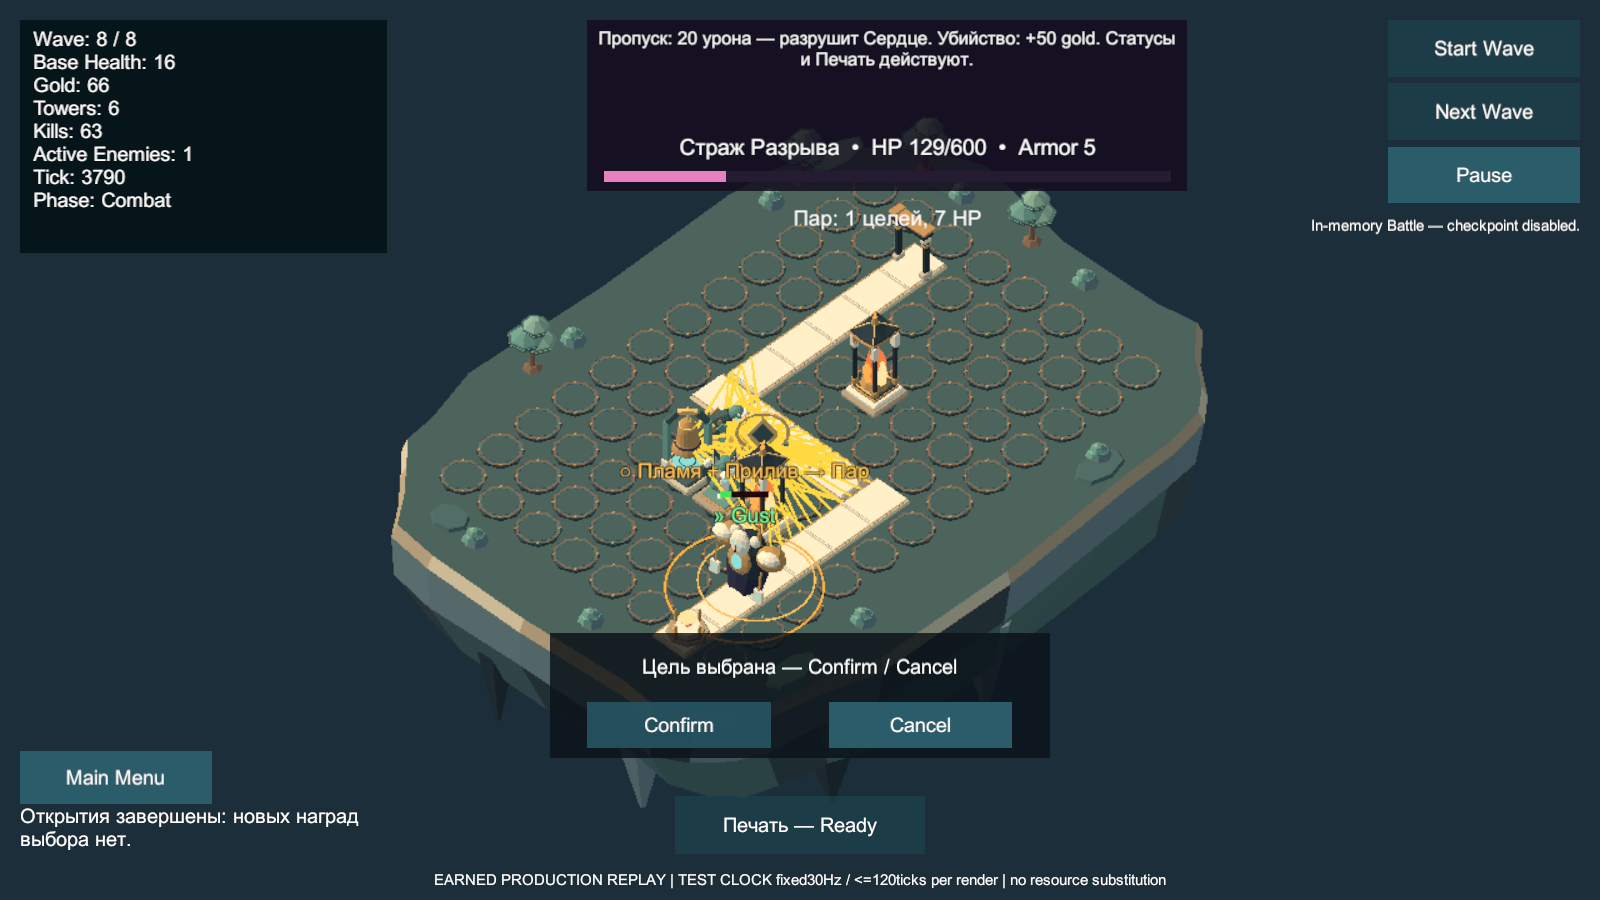 Wave: 8 / 8
Base Health: 16
Gold: 66
Towers: 6
Kills: 63
Active Enemies: 1
Tick: 3790
Phase: Combat
Пропуск: 20 урона — разрушит Сердце. Убийство: +50 gold. Статусы
и Печать действуют.
Страж Разрыва • HP 129/600 • Armor 5
Start Wave
Next Wave
Pause
In-memory Battle — checkpoint disabled.
Пар: 1 целей, 7 HP
○ Пламя + Прилив → Пар
» Gust
Цель выбрана — Confirm / Cancel
Confirm
Cancel
Main Menu
Открытия завершены: новых наград
выбора нет.
Печать — Ready
EARNED PRODUCTION REPLAY | TEST CLOCK fixed30Hz / <=120ticks per render | no resource substitution